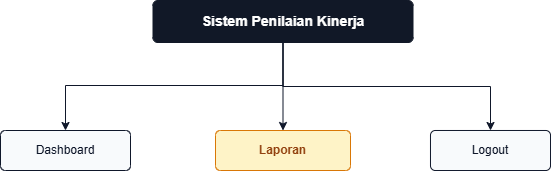 Sistem Penilaian Kinerja
Dashboard
Laporan
Logout